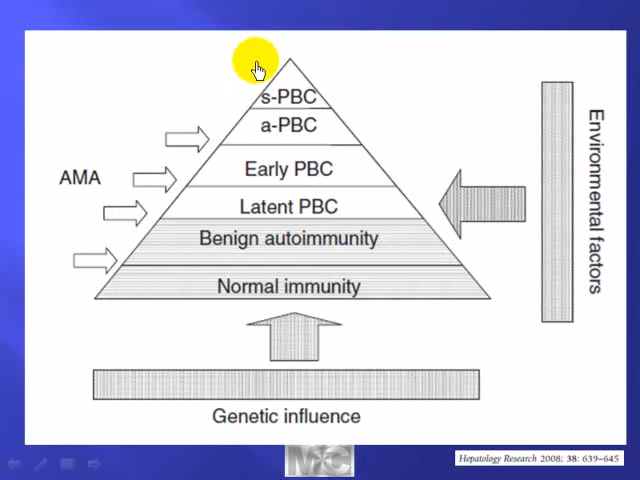 s-PBC
a-PBC
Early PBC
AMA
Latent PBC
Benign autoimmunity
Normal immunity
Environmental factors
Genetic influence
MC
Hepatology Research 2008; 38: 639–645